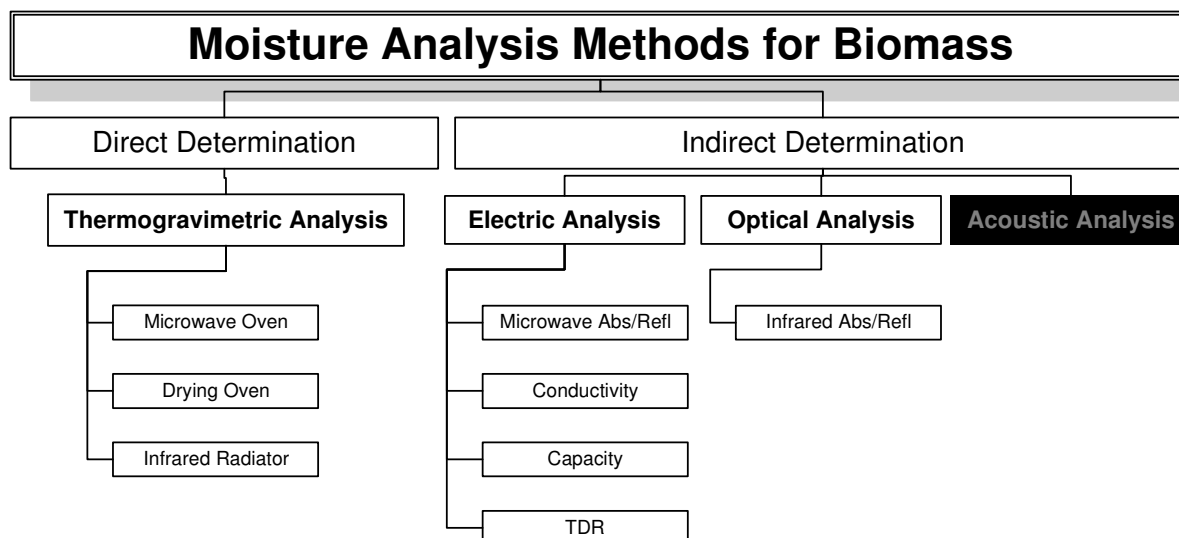 Moisture Analysis Methods for Biomass
Direct Determination
Indirect Determination
Thermogravimetric Analysis
Electric Analysis
Optical Analysis
Acoustic Analysis
Microwave Oven
Microwave Abs/Refl
Infrared Abs/Refl
Drying Oven
Conductivity
Infrared Radiator
Capacity
TDR